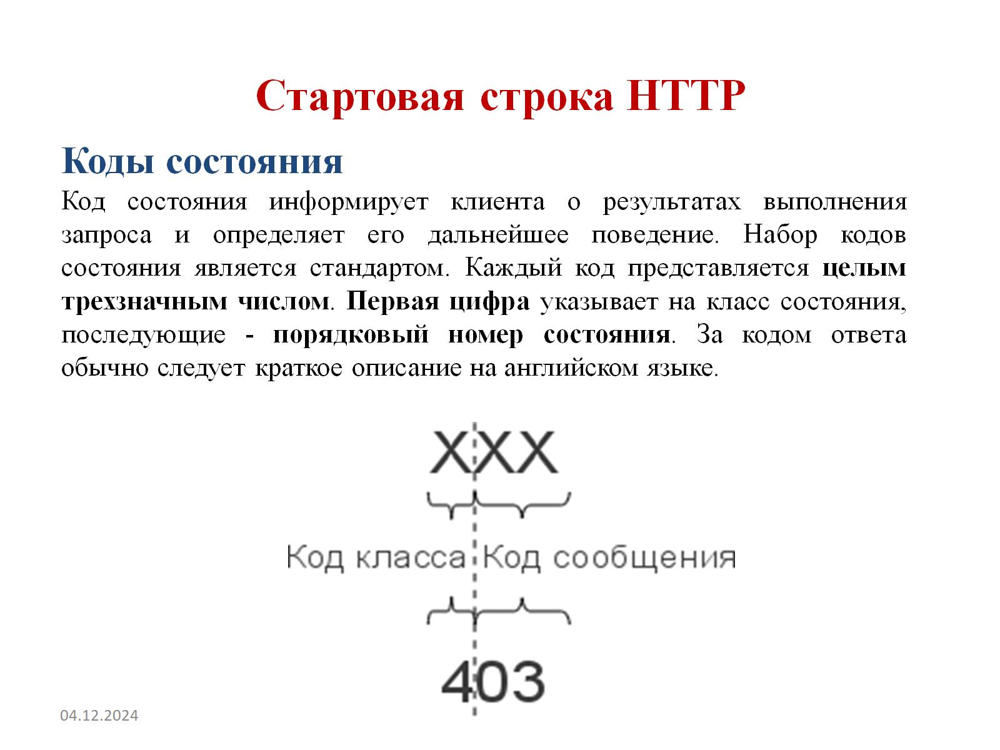 Стартовая строка HTTP
Коды состояния
Код состояния информирует клиента о результатах выполнения
запроса и определяет его дальнейшее поведение. Набор кодов
состояния является стандартом. Каждый код представляется целым
трехзначным числом. Первая цифра указывает на класс состояния,
последующие - порядковый номер состояния. За кодом ответа
обычно следует краткое описание на английском языке.
XXX
Код класса Код сообщения
403
04.12.2024